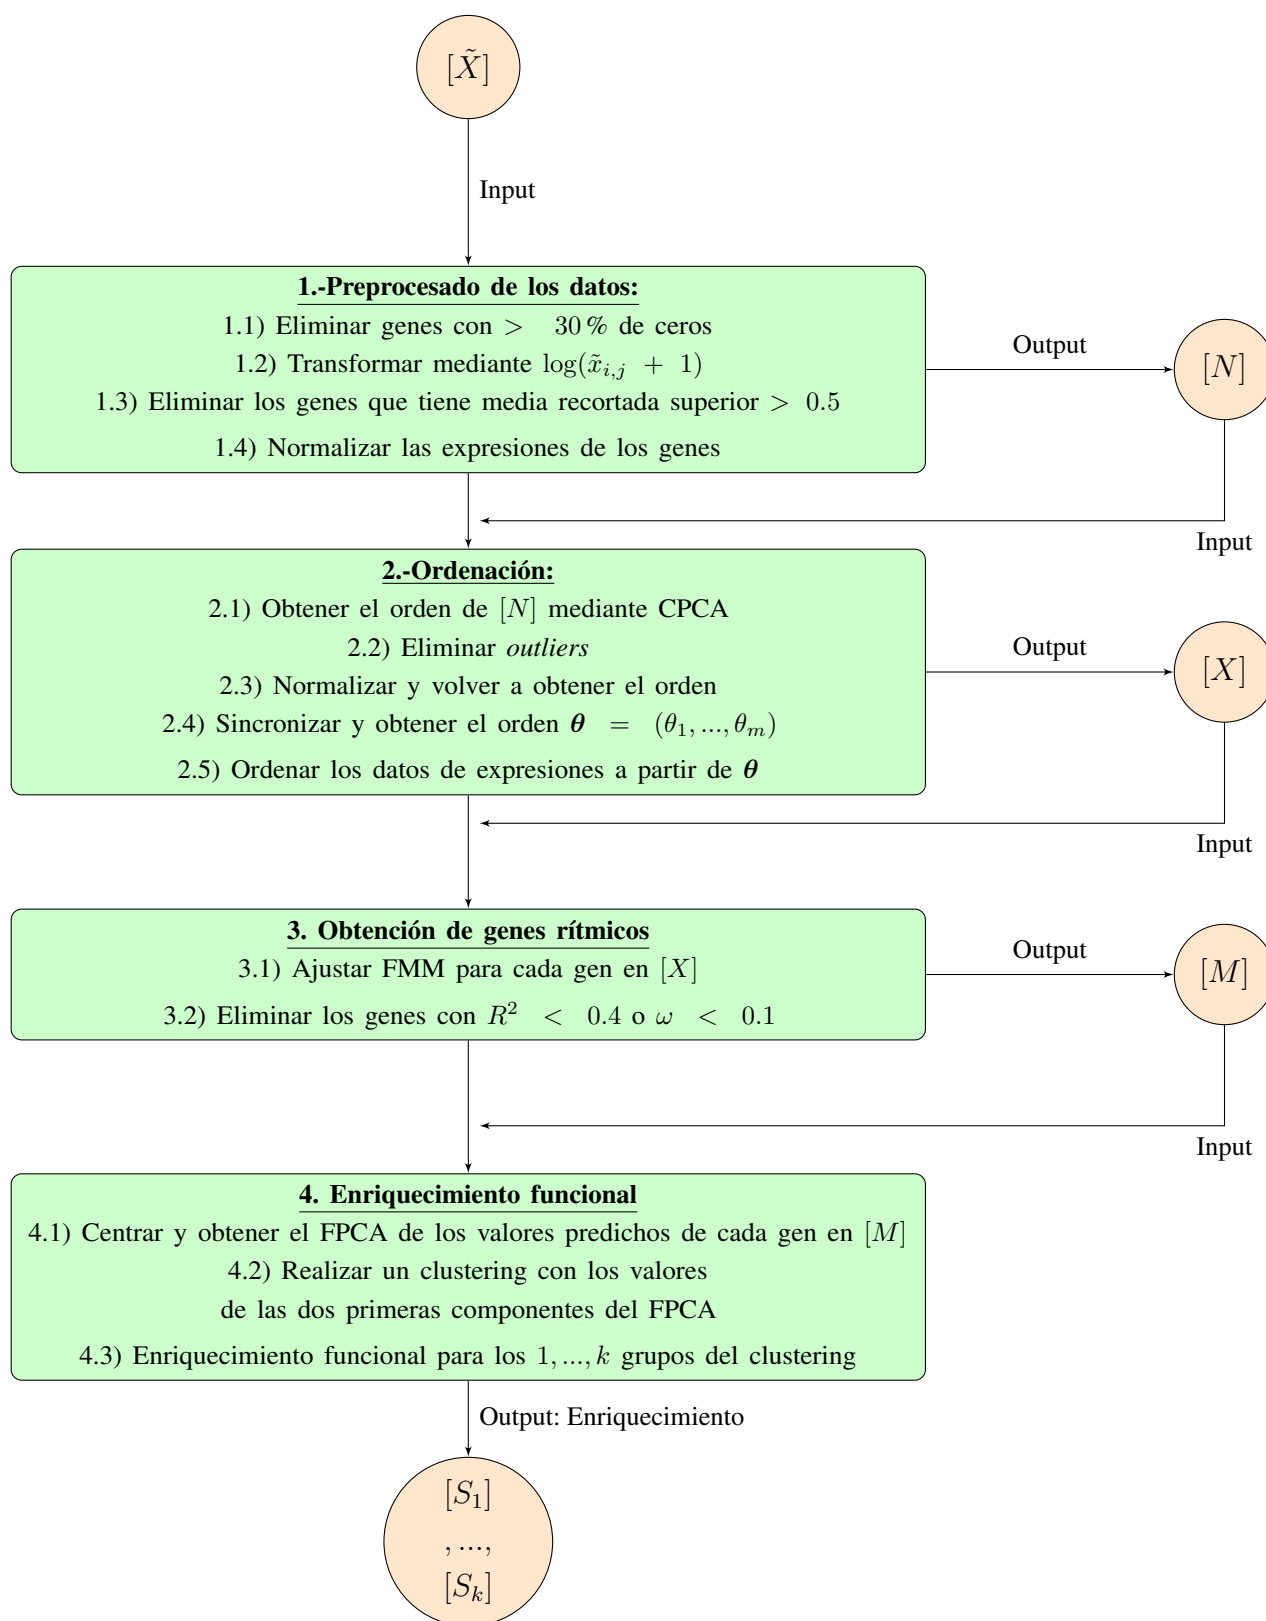 [X̃]
Input
1.-Preprocesado de los datos:
1.1) Eliminar genes con > 30 % de ceros
1.2) Transformar mediante log(x̃i,j + 1)
1.3) Eliminar los genes que tiene media recortada superior > 0.5
1.4) Normalizar las expresiones de los genes
Output
[N]
Input
2.-Ordenación:
2.1) Obtener el orden de [N] mediante CPCA
2.2) Eliminar outliers
2.3) Normalizar y volver a obtener el orden
2.4) Sincronizar y obtener el orden θ = (θ1, ..., θm)
2.5) Ordenar los datos de expresiones a partir de θ
Output
[X]
Input
3. Obtención de genes rítmicos
3.1) Ajustar FMM para cada gen en [X]
3.2) Eliminar los genes con R² < 0.4 o ω < 0.1
Output
[M]
Input
4. Enriquecimiento funcional
4.1) Centrar y obtener el FPCA de los valores predichos de cada gen en [M]
4.2) Realizar un clustering con los valores
de las dos primeras componentes del FPCA
4.3) Enriquecimiento funcional para los 1, ..., k grupos del clustering
Output: Enriquecimiento
[S1]
, ...,
[Sk]